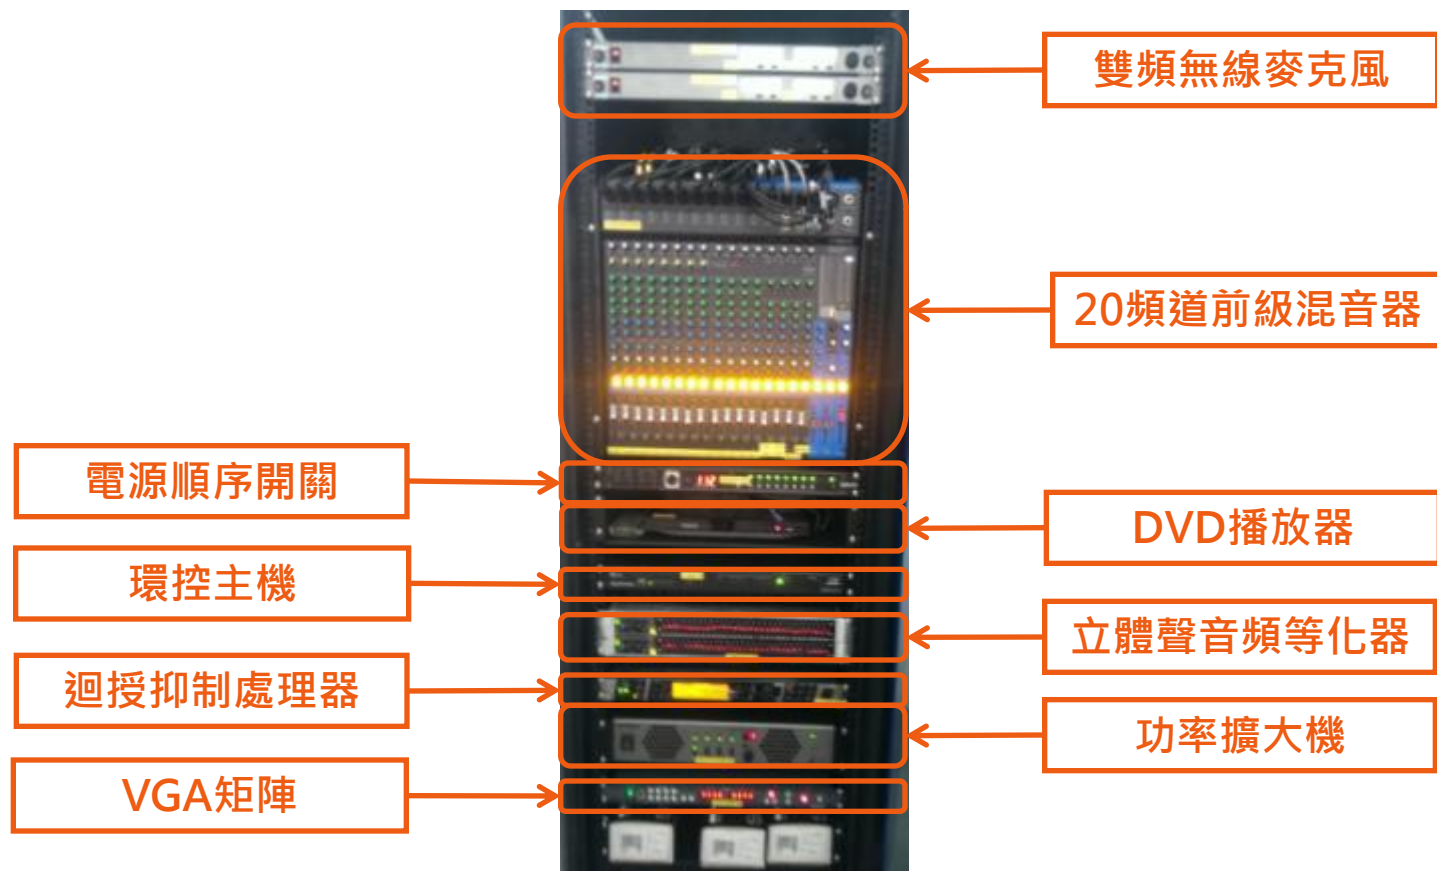 雙頻無線麥克風
20頻道前級混音器
電源順序開關
DVD播放器
環控主機
立體聲音頻等化器
迴授抑制處理器
功率擴大機
VGA矩陣